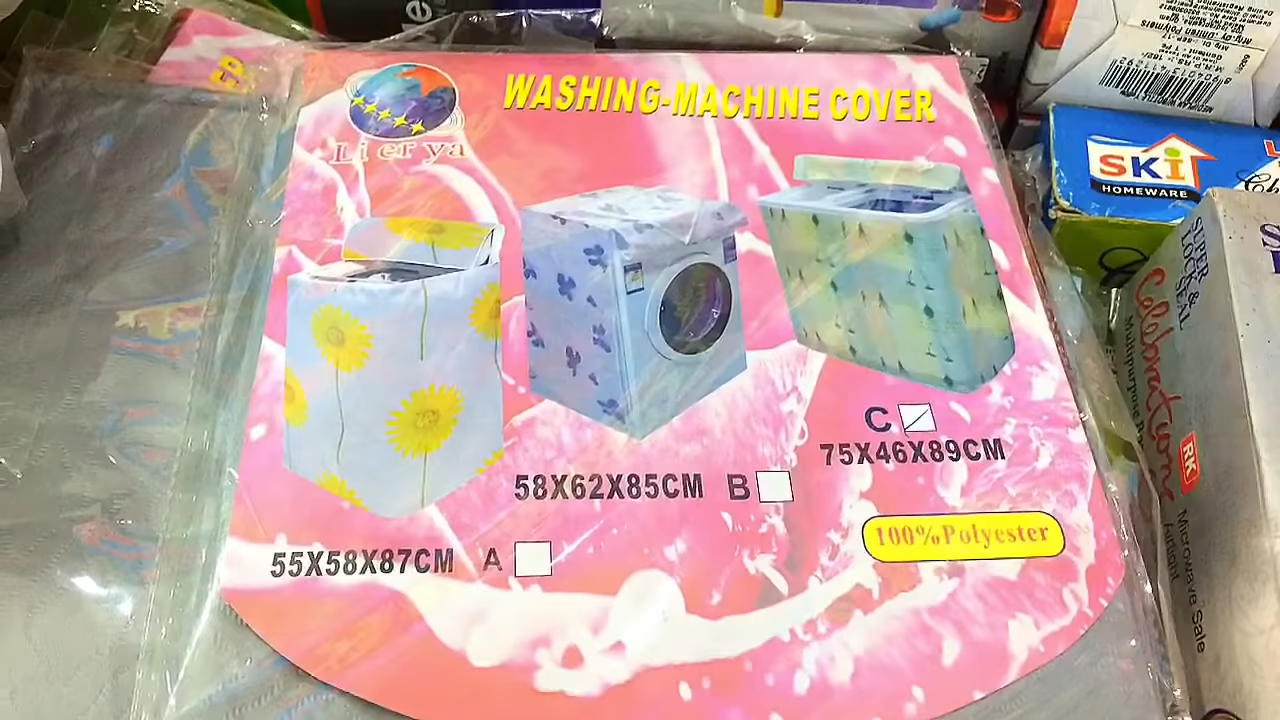 WASHING-MACHINE COVER
Li er ya
C
75X46X89CM
58X62X85CM B
100%Polyester
55X58X87CM A
SKi
HOMEWARE
SUPER
LOCK &
SEAL
Celebration
RK
Multipurpose
Microwave Safe
Airtight